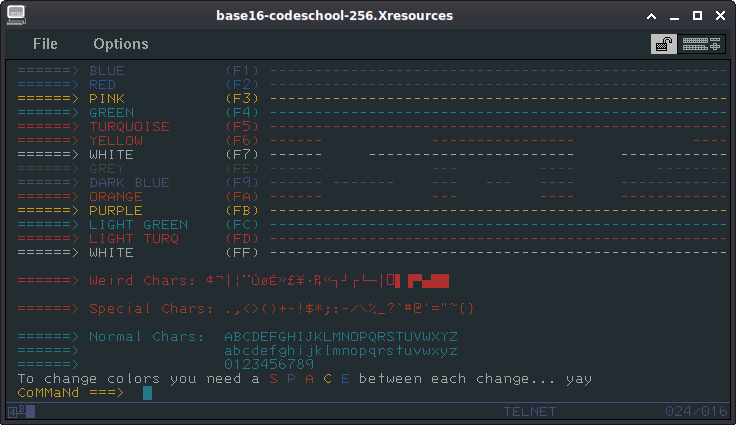 base16-codeschool-256.Xresources
File Options
======> BLUE (F1) ----------------------------------------------------
======> RED (F2) ----------------------------------------------------
======> PINK (F3) ----------------------------------------------------
======> GREEN (F4) ----------------------------------------------------
======> TURQUOISE (F5) ----------------------------------------------------
======> YELLOW (F6) ------ ---------------- ----
======> WHITE (F7) ------ ---------------- ------------
======> GREY (FE) ------ --- --- ------
======> DARK BLUE (F9) ------ ------- --- --- ---- ------------
======> ORANGE (FA) ------ --- --- ------------
======> PURPLE (FB) ----------------------------------------------------
======> LIGHT GREEN (FC) ----------------------------------------------------
======> LIGHT TURQ (FD) ----------------------------------------------------
======> WHITE (FF) ----------------------------------------------------
======> Weird Chars: ¢¬|¦¨ÛøÈ»£¥·₧«┐┘┌└─│
======> Special Chars: .,<>()+-!$*;:-/\%_?`#@'="~{}
======> Normal Chars: ABCDEFGHIJKLMNOPQRSTUVWXYZ
======> abcdefghijklmnopqrstuvwxyz
======> 0123456789
To change colors you need a S P A C E between each change... yay
CoMMaNd ===>
4 B TELNET 024/016